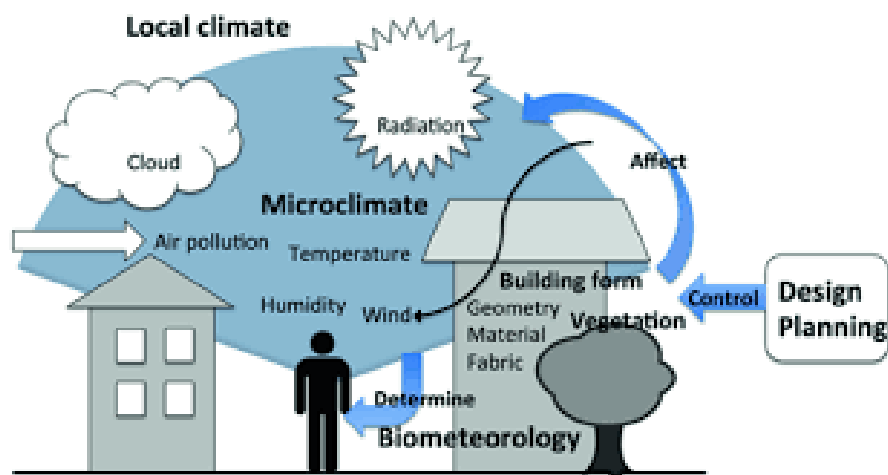 Local climate
Radiation
Cloud
Affect
Microclimate
Air pollution
Temperature
Building form
Control
Design
Planning
Humidity
Wind
Geometry
Vegetation
Material
Fabric
Determine
Biometeorology